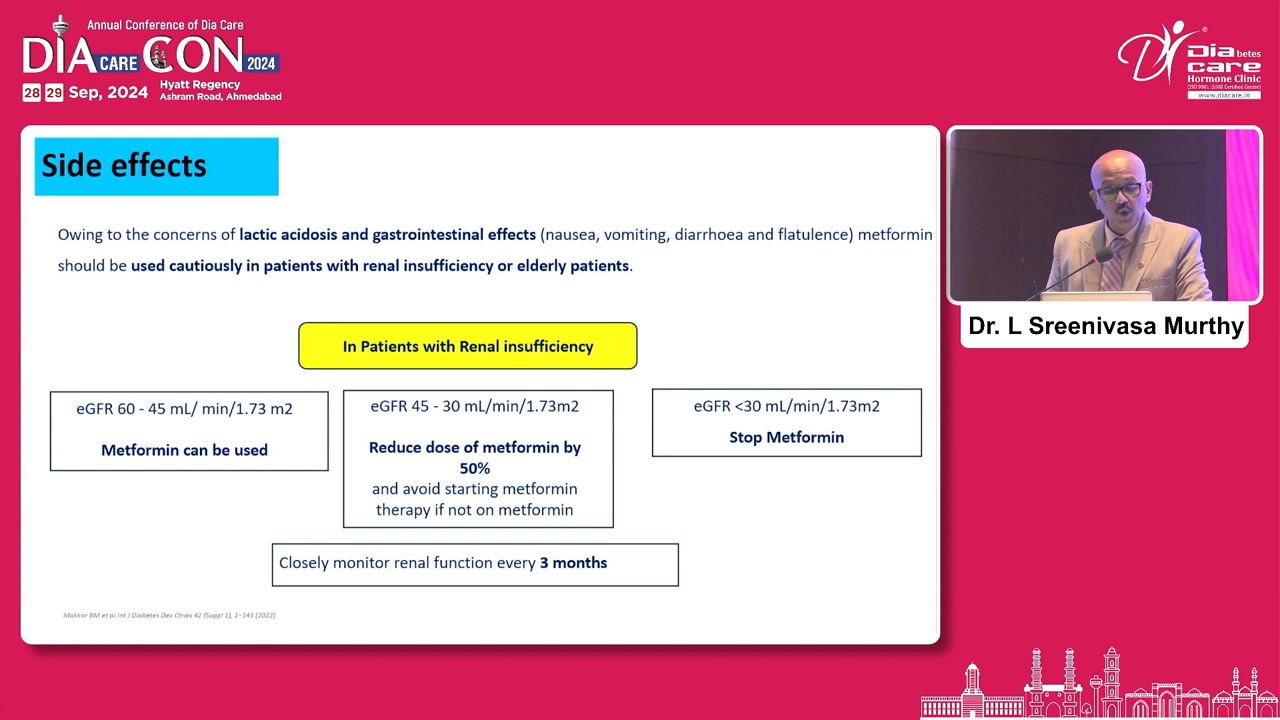 Annual Conference of Dia Care
DIA CARE CON 2024
28 29 Sep, 2024
Hyatt Regency
Ashram Road, Ahmedabad
Diabetes
care
Hormone Clinic
www.diacare.in
Side effects
Owing to the concerns of lactic acidosis and gastrointestinal effects (nausea, vomiting, diarrhoea and flatulence) metformin
should be used cautiously in patients with renal insufficiency or elderly patients.
In Patients with Renal insufficiency
eGFR 60 - 45 mL/ min/1.73 m2
Metformin can be used
eGFR 45 - 30 mL/min/1.73m2
Reduce dose of metformin by
50%
and avoid starting metformin
therapy if not on metformin
eGFR <30 mL/min/1.73m2
Stop Metformin
Closely monitor renal function every 3 months
Makkar BM et al.Int J Diabetes Dev Ctries 42 (Suppl 1), 1–143 (2022).
Dr. L Sreenivasa Murthy